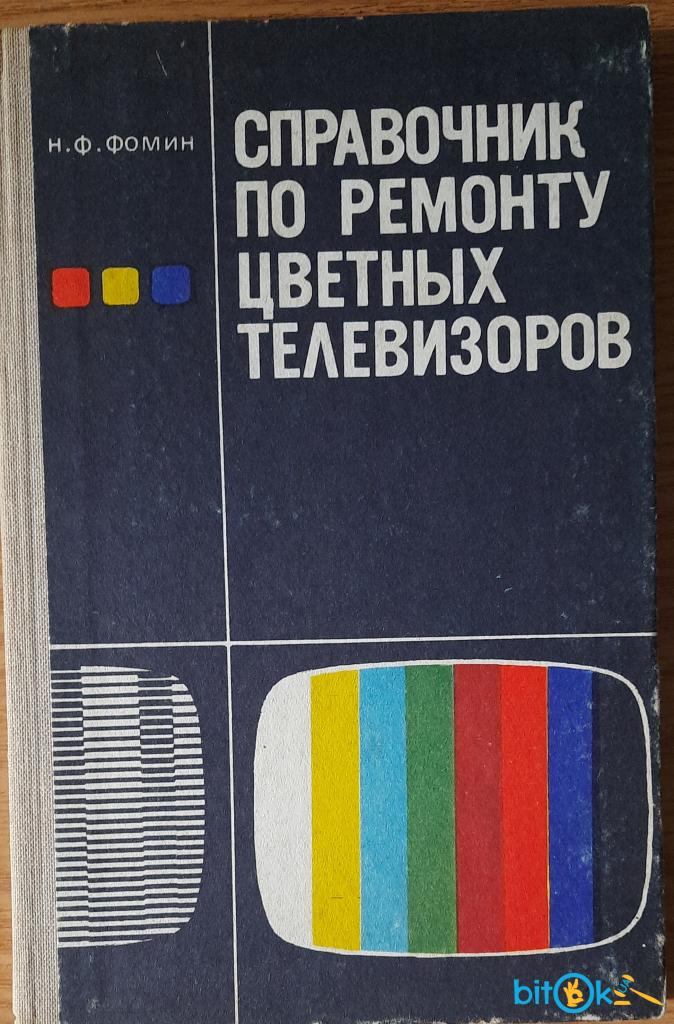 Н.Ф.ФОМИН
СПРАВОЧНИК
ПО РЕМОНТУ
ЦВЕТНЫХ
ТЕЛЕВИЗОРОВ
bitOk